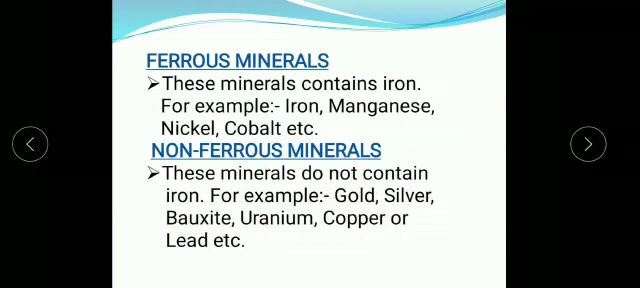 FERROUS MINERALS
➢These minerals contains iron.
For example:- Iron, Manganese,
Nickel, Cobalt etc.
NON-FERROUS MINERALS
➢These minerals do not contain
iron. For example:- Gold, Silver,
Bauxite, Uranium, Copper or
Lead etc.